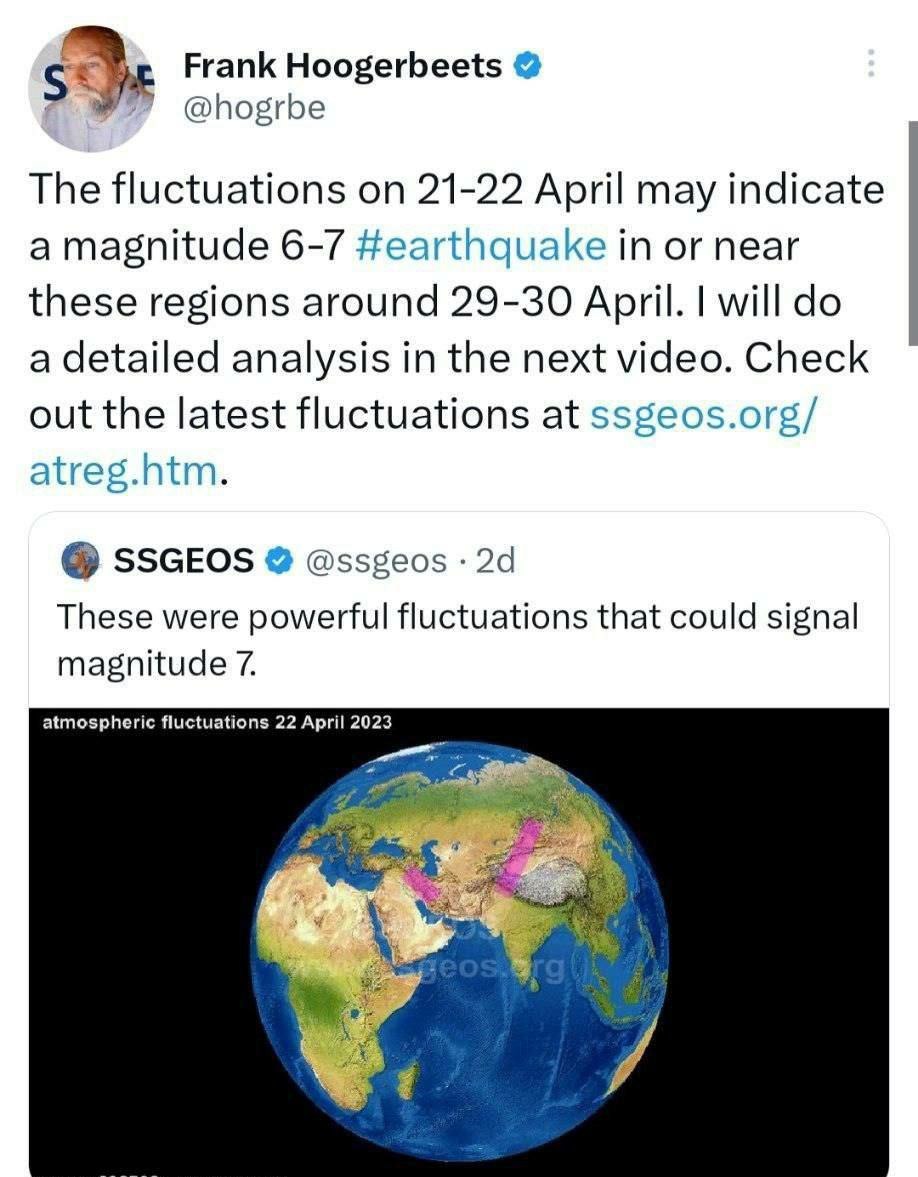 Frank Hoogerbeets
@hogrbe
The fluctuations on 21-22 April may indicate
a magnitude 6-7 #earthquake in or near
these regions around 29-30 April. I will do
a detailed analysis in the next video. Check
out the latest fluctuations at ssgeos.org/
atreg.htm.
SSGEOS @ssgeos · 2d
These were powerful fluctuations that could signal
magnitude 7.
atmospheric fluctuations 22 April 2023